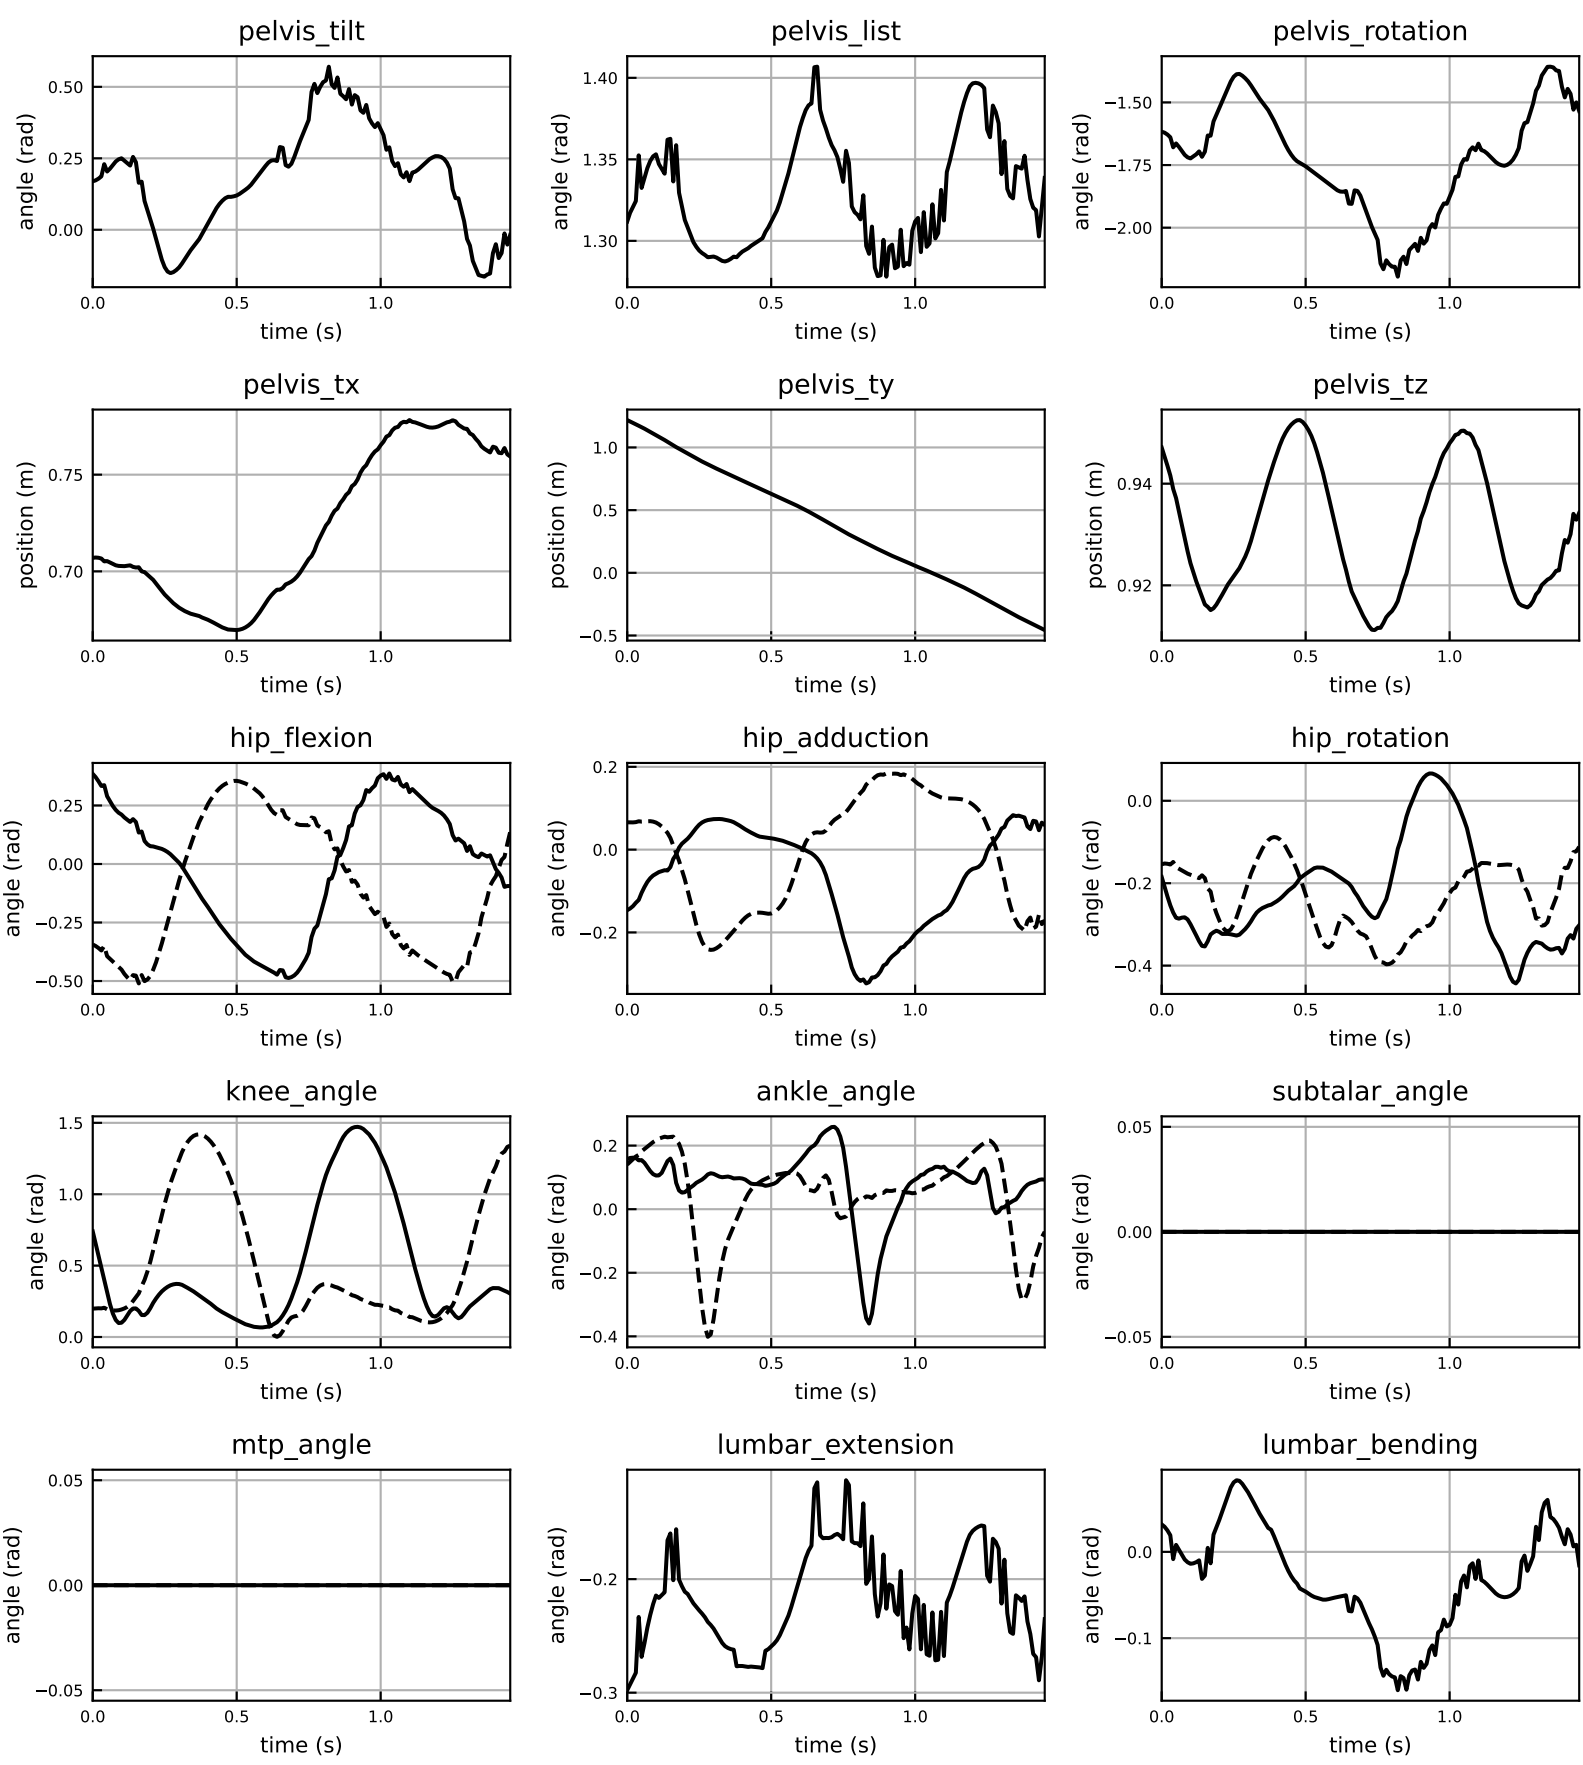 pelvis_tilt
angle (rad)
0.50
0.25
0.00
0.0 0.5 1.0
time (s)
pelvis_list
angle (rad)
1.40
1.35
1.30
0.0 0.5 1.0
time (s)
pelvis_rotation
angle (rad)
−1.50
−1.75
−2.00
0.0 0.5 1.0
time (s)
pelvis_tx
position (m)
0.75
0.70
0.0 0.5 1.0
time (s)
pelvis_ty
position (m)
1.0
0.5
0.0
−0.5
0.0 0.5 1.0
time (s)
pelvis_tz
position (m)
0.94
0.92
0.0 0.5 1.0
time (s)
hip_flexion
angle (rad)
0.25
0.00
−0.25
−0.50
0.0 0.5 1.0
time (s)
hip_adduction
angle (rad)
0.2
0.0
−0.2
0.0 0.5 1.0
time (s)
hip_rotation
angle (rad)
0.0
−0.2
−0.4
0.0 0.5 1.0
time (s)
knee_angle
angle (rad)
1.5
1.0
0.5
0.0
0.0 0.5 1.0
time (s)
ankle_angle
angle (rad)
0.2
0.0
−0.2
−0.4
0.0 0.5 1.0
time (s)
subtalar_angle
angle (rad)
0.05
0.00
−0.05
0.0 0.5 1.0
time (s)
mtp_angle
angle (rad)
0.05
0.00
−0.05
0.0 0.5 1.0
time (s)
lumbar_extension
angle (rad)
−0.2
−0.3
0.0 0.5 1.0
time (s)
lumbar_bending
angle (rad)
0.0
−0.1
0.0 0.5 1.0
time (s)